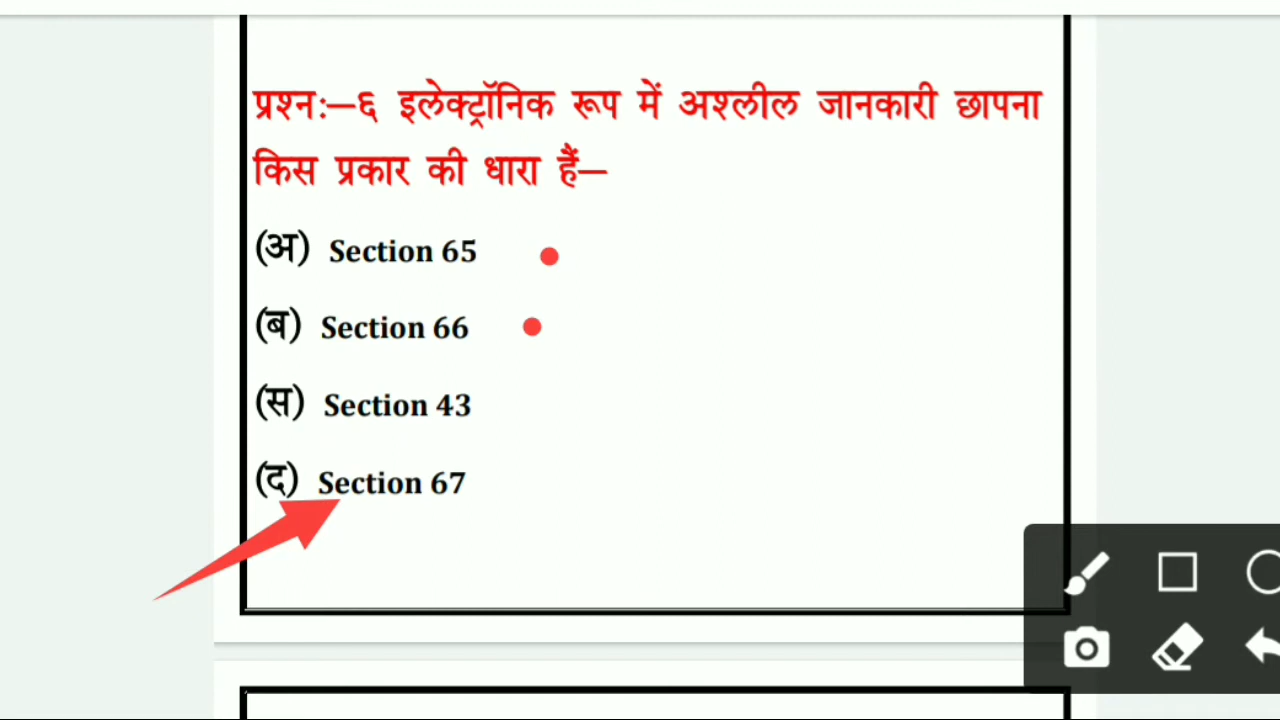 प्रश्नः–६ इलेक्ट्रॉनिक रूप में अश्लील जानकारी छापना
किस प्रकार की धारा हैं–
(अ) Section 65
(ब) Section 66
(स) Section 43
(द) Section 67